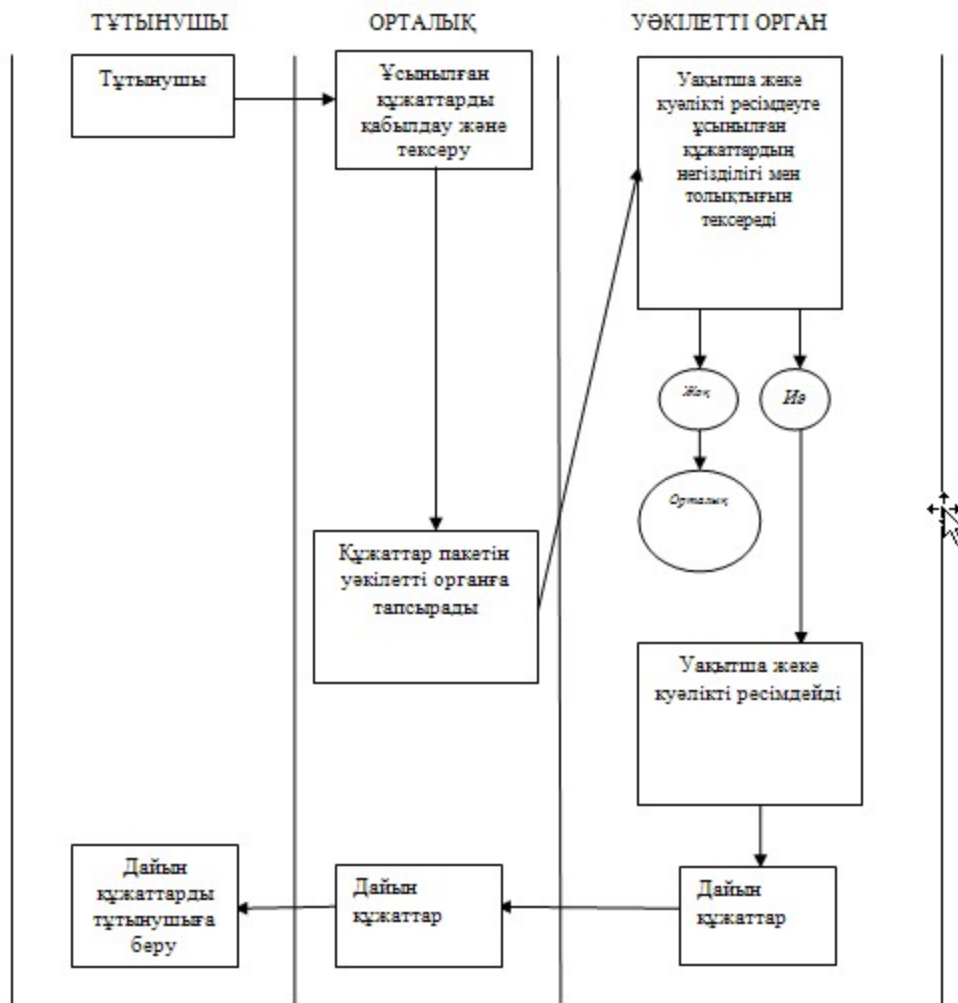 ТҰТЫНУШЫ
ОРТАЛЫҚ
УӘКІЛЕТТІ ОРГАН
Тұтынушы
Ұсынылған
құжаттарды
қабылдау және
тексеру
Уақытша жеке
куәлікті ресімдеуге
ұсынылған
құжаттардың
негізділігі мен
толықтығын
тексереді
Жоқ
Иә
Орталық
Құжаттар пакетін
уәкілетті органға
тапсырады
Уақытша жеке
куәлікті ресімдейді
Дайын
құжаттарды
тұтынушыға
беру
Дайын
құжаттар
Дайын
құжаттар